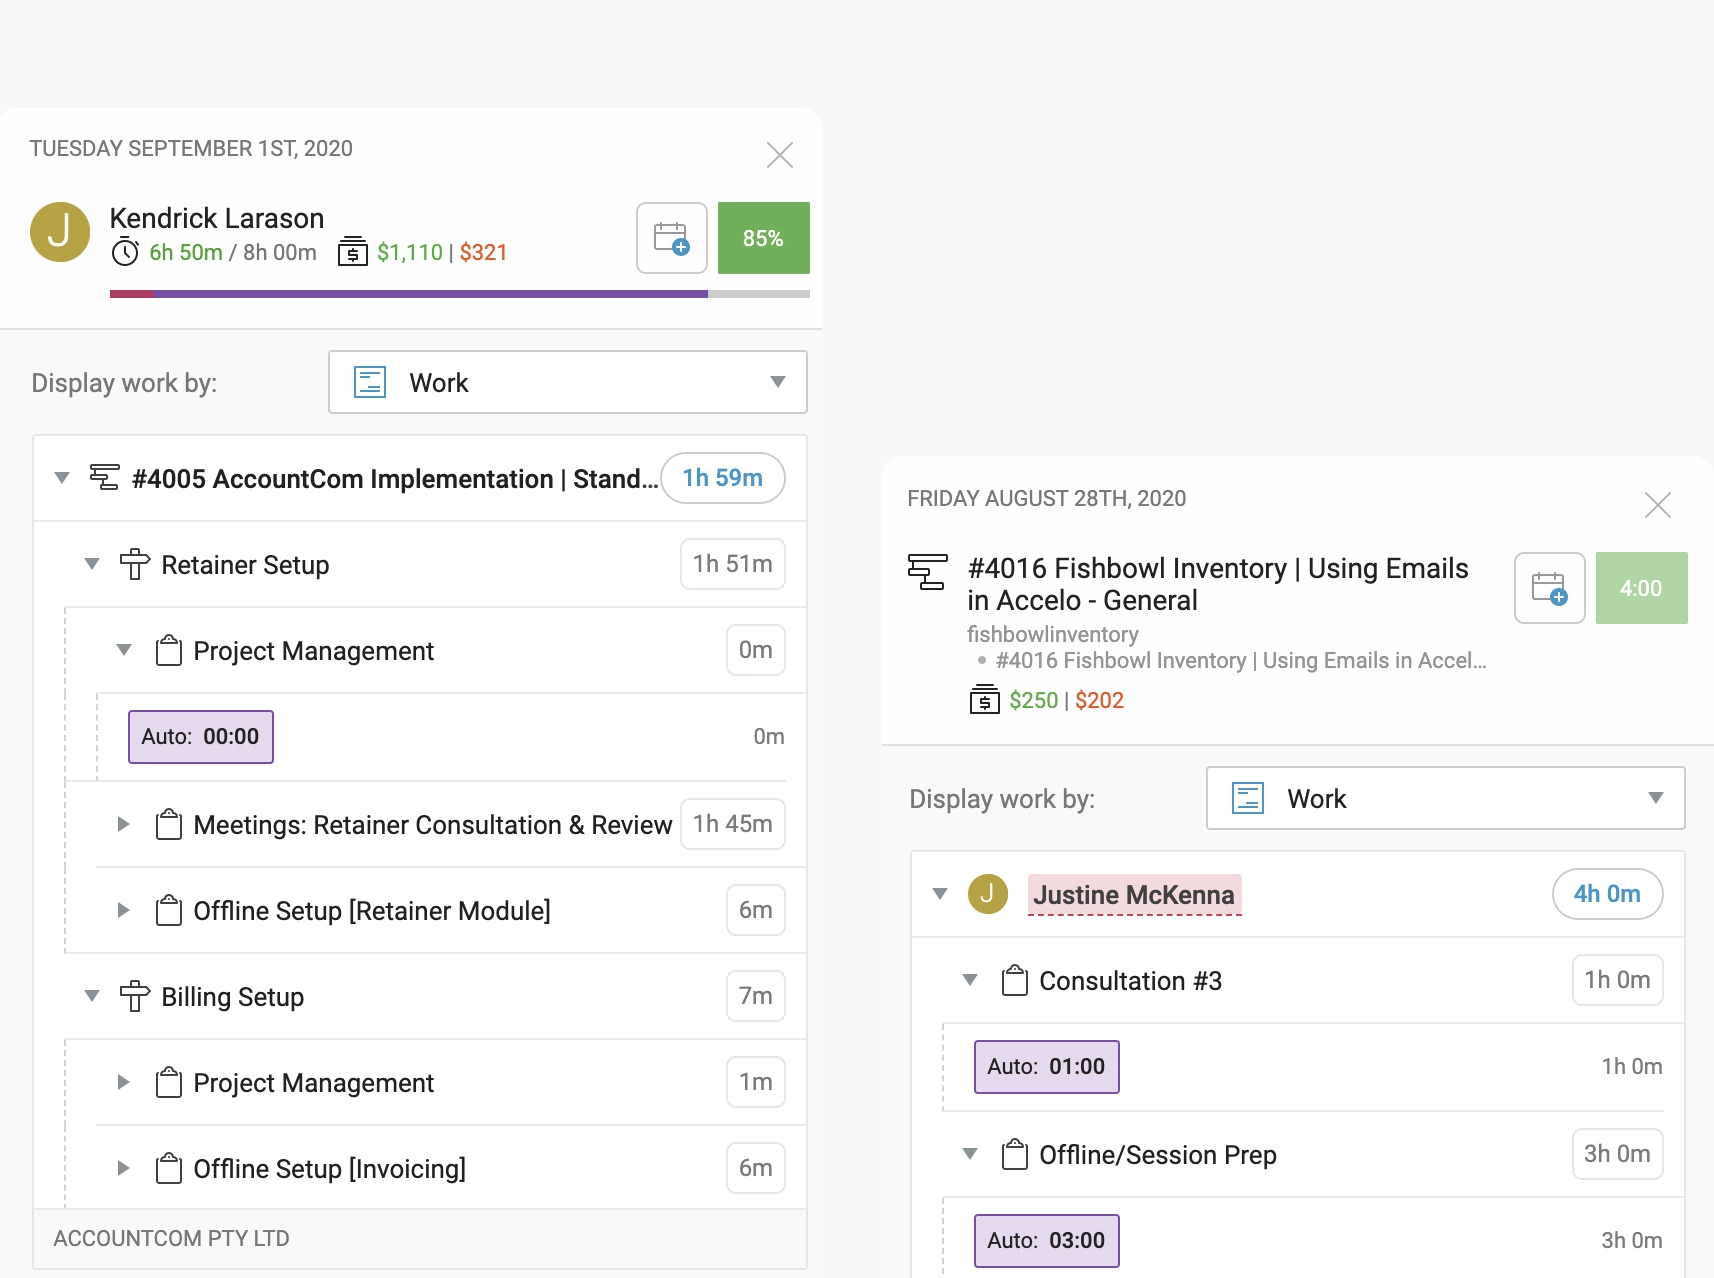 TUESDAY SEPTEMBER 1ST, 2020
J
Kendrick Larason
6h 50m / 8h 00m $1,110 | $321
85%
Display work by: Work
#4005 AccountCom Implementation | Stand... 1h 59m
Retainer Setup 1h 51m
Project Management 0m
Auto: 00:00 0m
Meetings: Retainer Consultation & Review 1h 45m
Offline Setup [Retainer Module] 6m
Billing Setup 7m
Project Management 1m
Offline Setup [Invoicing] 6m
ACCOUNTCOM PTY LTD
FRIDAY AUGUST 28TH, 2020
#4016 Fishbowl Inventory | Using Emails
in Accelo - General
4:00
fishbowlinventory
• #4016 Fishbowl Inventory | Using Emails in Accel...
$250 | $202
Display work by: Work
J Justine McKenna 4h 0m
Consultation #3 1h 0m
Auto: 01:00 1h 0m
Offline/Session Prep 3h 0m
Auto: 03:00 3h 0m